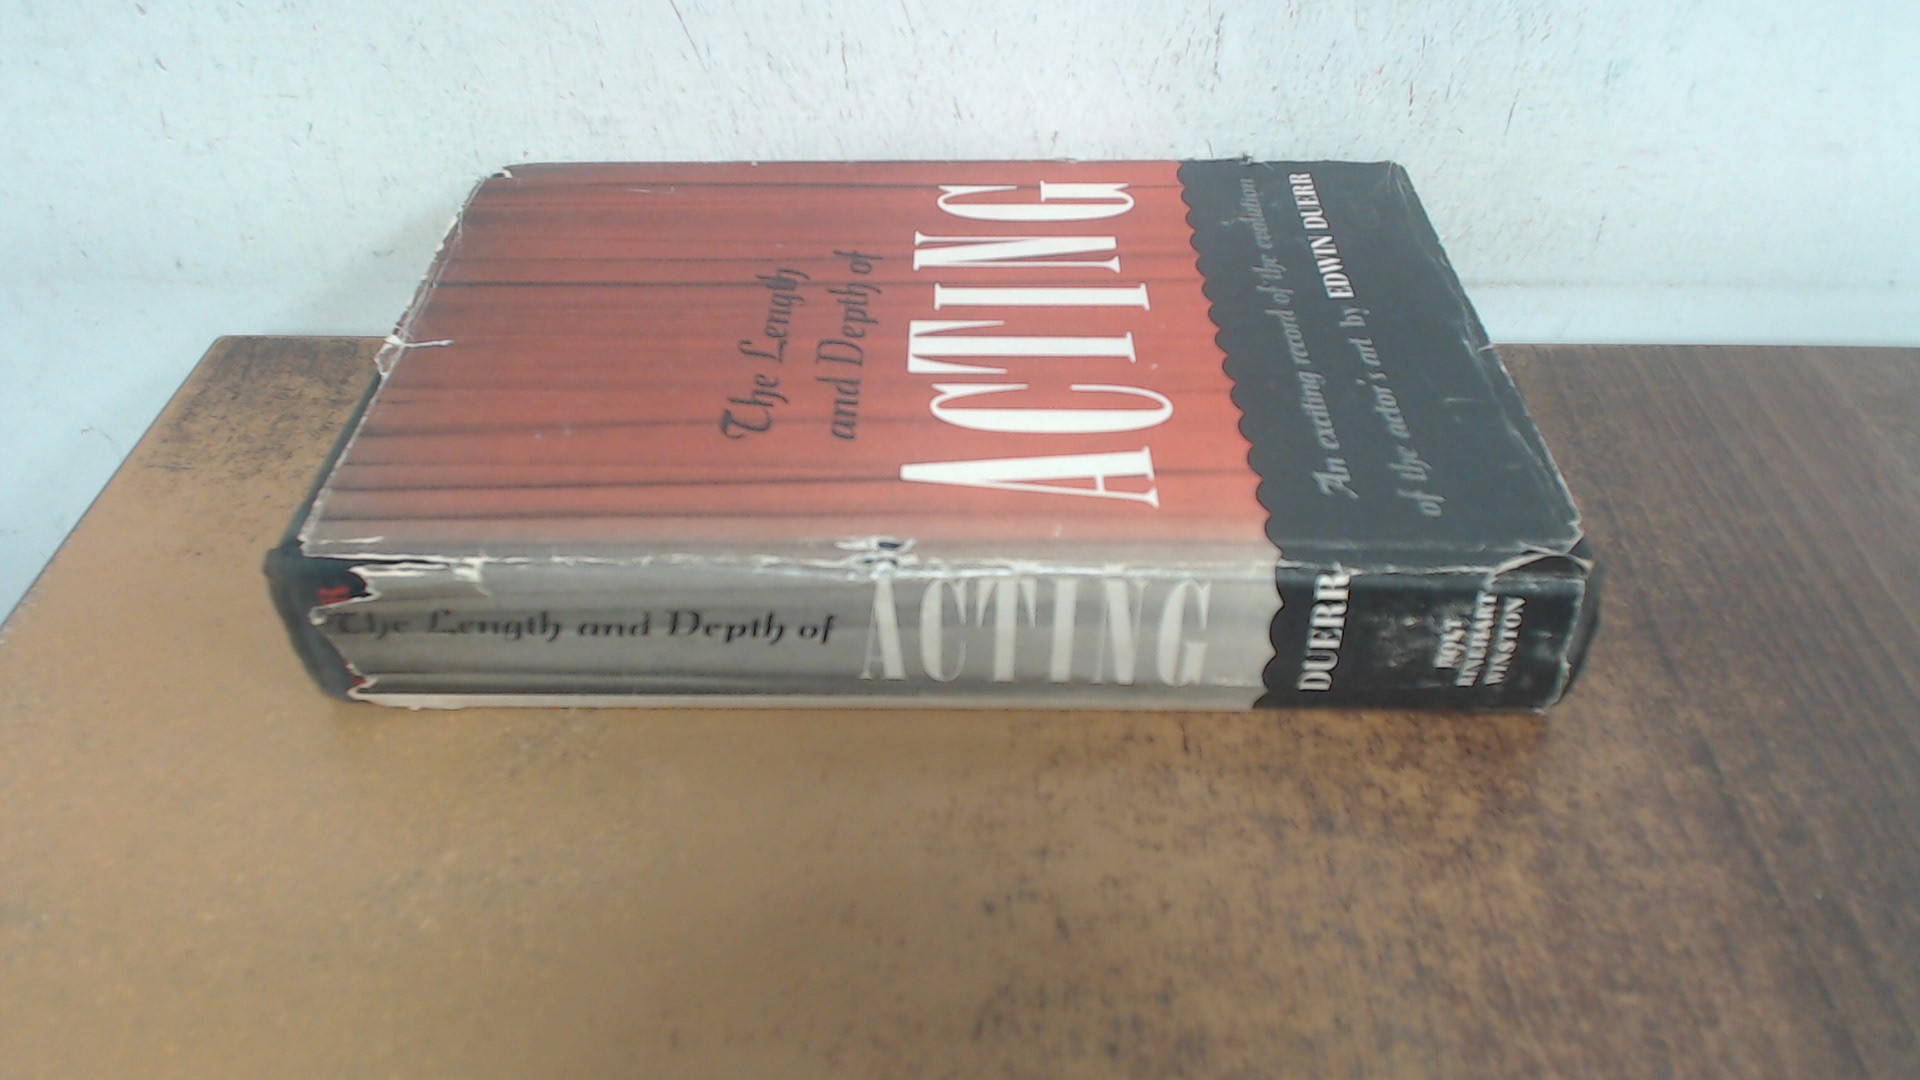 The Length
and Depth of
ACTING
An exciting record of the evolution
of the actor's art by EDWIN DUERR
The Length and Depth of
ACTING
DUERR
HOLT
RINEHART
WINSTON